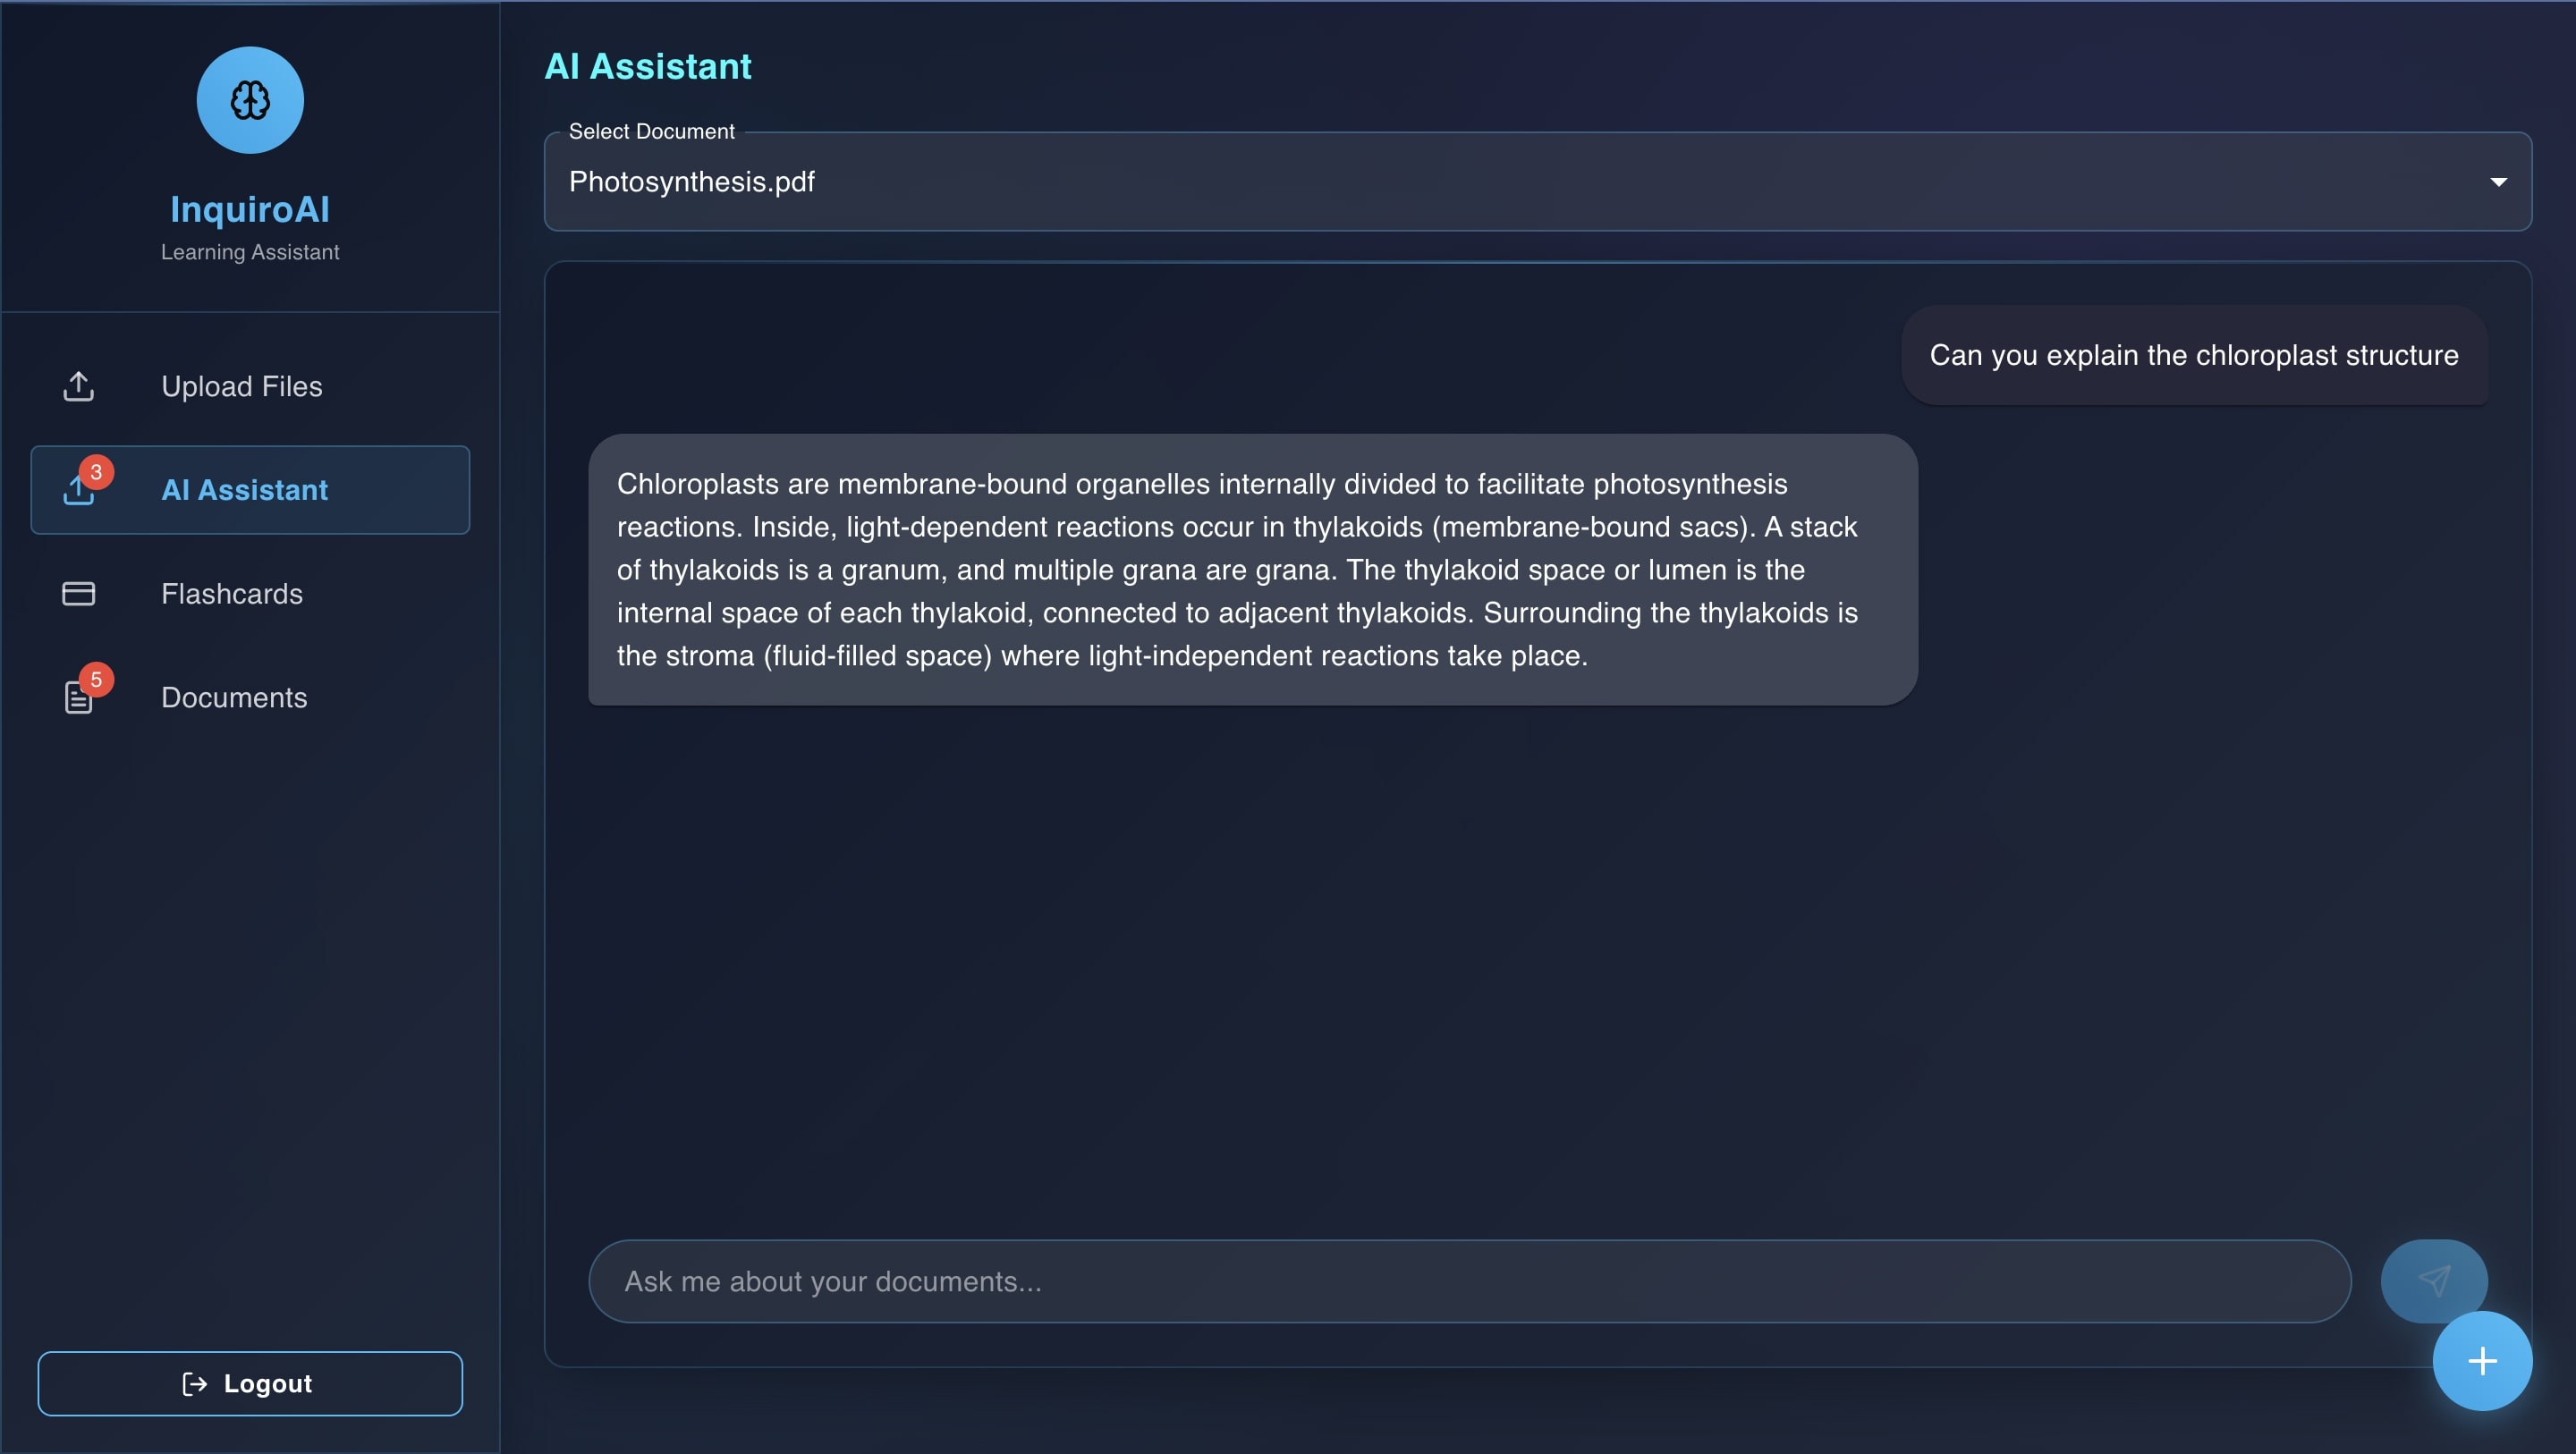 InquiroAI
Learning Assistant
Upload Files
3
AI Assistant
Flashcards
5
Documents
Logout
AI Assistant
Select Document
Photosynthesis.pdf
Can you explain the chloroplast structure
Chloroplasts are membrane-bound organelles internally divided to facilitate photosynthesis
reactions. Inside, light-dependent reactions occur in thylakoids (membrane-bound sacs). A stack
of thylakoids is a granum, and multiple grana are grana. The thylakoid space or lumen is the
internal space of each thylakoid, connected to adjacent thylakoids. Surrounding the thylakoids is
the stroma (fluid-filled space) where light-independent reactions take place.
Ask me about your documents...